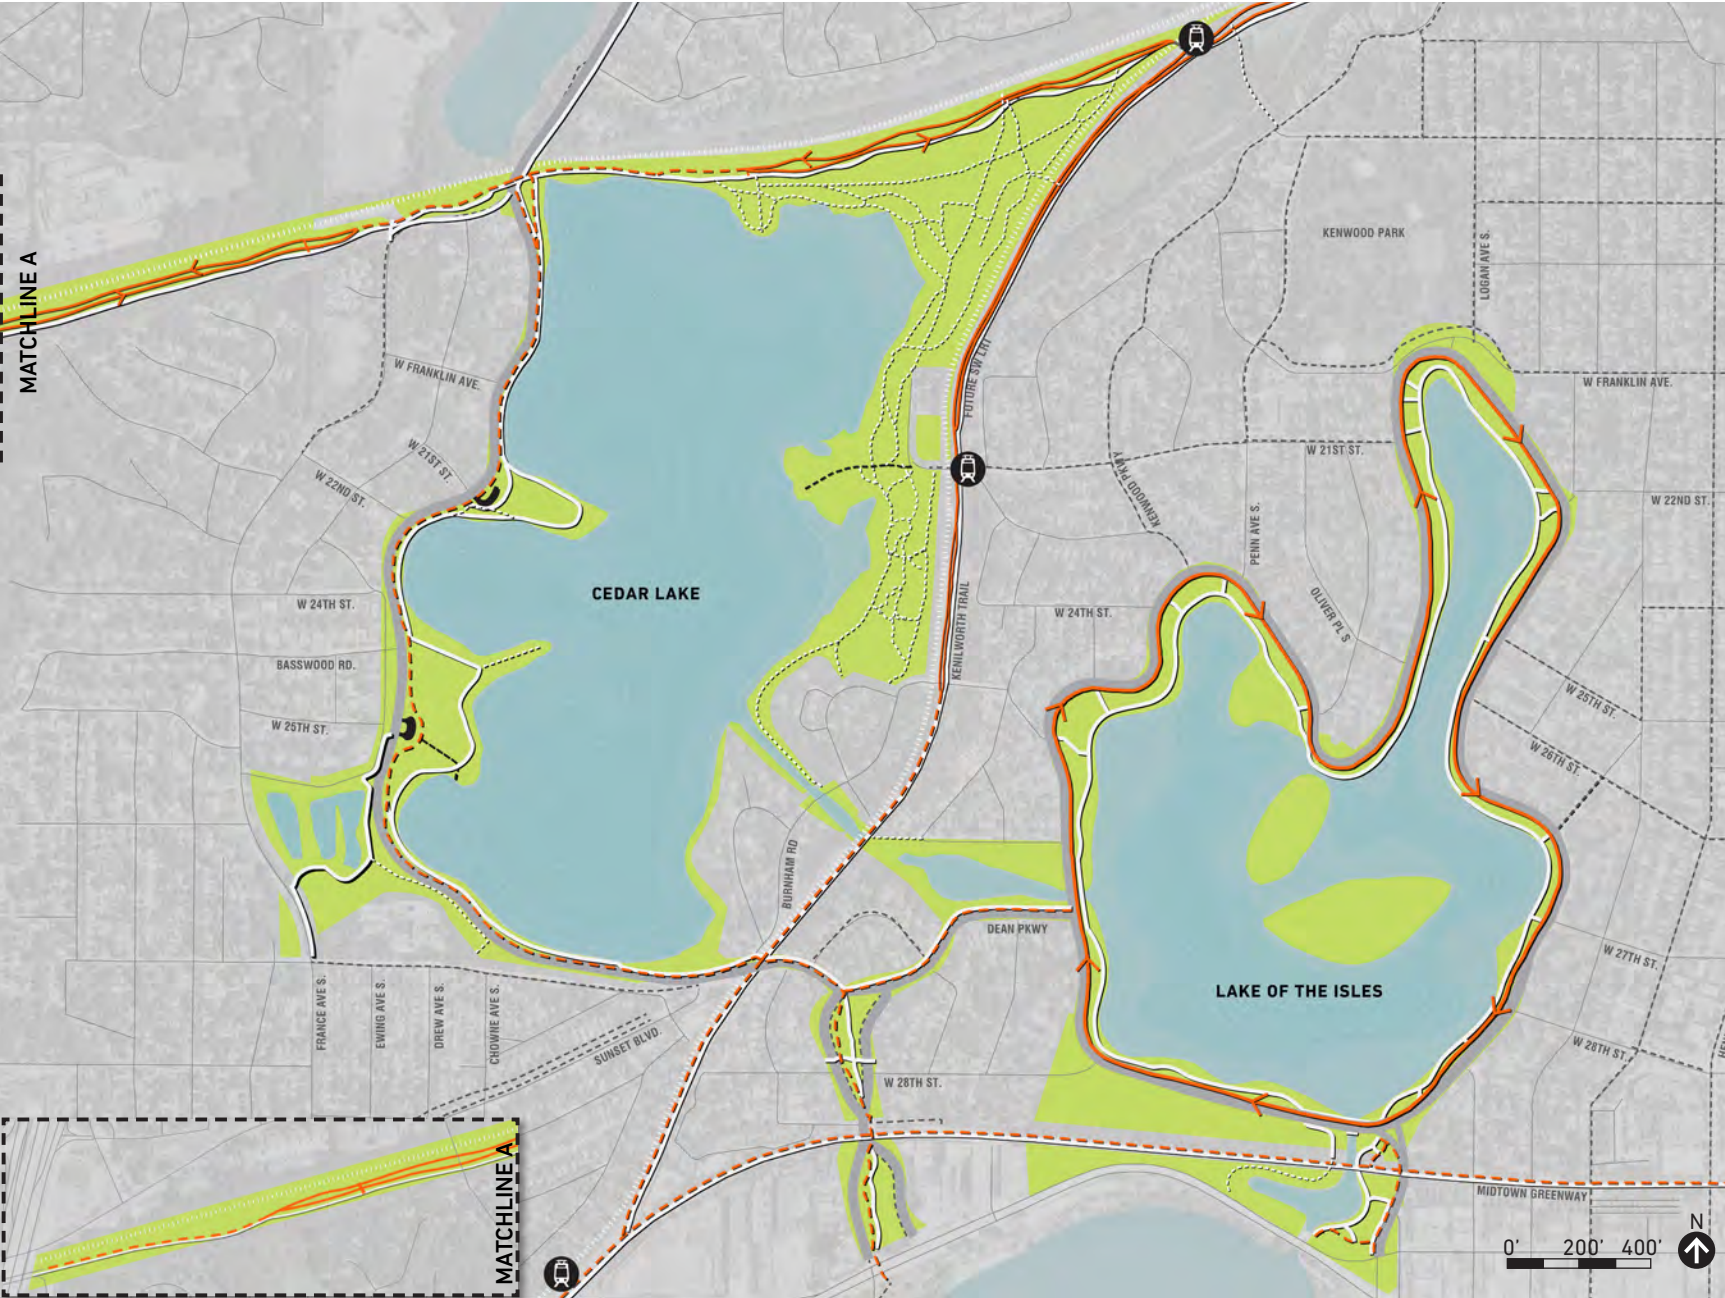 KENWOOD PARK
LOGAN AVE S.
MATCHLINE A
FUTURE SW LRT
W FRANKLIN AVE.
W FRANKLIN AVE.
W 21ST ST.
W 21ST ST.
W 22ND ST.
W 22ND ST.
KENWOOD PKWY
PENN AVE S.
CEDAR LAKE
W 24TH ST.
W 24TH ST.
OLIVER PL S
KENILWORTH TRAIL
BASSWOOD RD.
W 25TH ST.
W 25TH ST.
W 26TH ST.
BURNHAM RD
DEAN PKWY
W 27TH ST.
LAKE OF THE ISLES
FRANCE AVE S.
EWING AVE S.
DREW AVE S.
CHOWNE AVE S.
SUNSET BLVD.
W 28TH ST.
W 28TH ST.
MATCHLINE A
MIDTOWN GREENWAY
N
0' 200' 400'